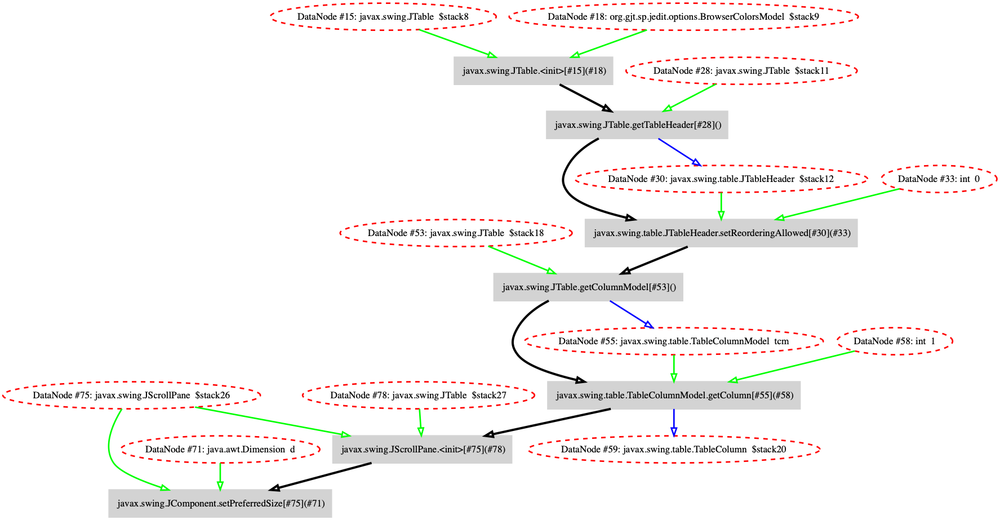 DataNode #15: javax.swing.JTable $stack8
DataNode #18: org.gjt.sp.jedit.options.BrowserColorsModel $stack9
javax.swing.JTable.<init>[#15](#18)
DataNode #28: javax.swing.JTable $stack11
javax.swing.JTable.getTableHeader[#28]()
DataNode #30: javax.swing.table.JTableHeader $stack12
DataNode #33: int 0
DataNode #53: javax.swing.JTable $stack18
javax.swing.table.JTableHeader.setReorderingAllowed[#30](#33)
javax.swing.JTable.getColumnModel[#53]()
DataNode #55: javax.swing.table.TableColumnModel tcm
DataNode #58: int 1
DataNode #75: javax.swing.JScrollPane $stack26
DataNode #78: javax.swing.JTable $stack27
javax.swing.table.TableColumnModel.getColumn[#55](#58)
DataNode #71: java.awt.Dimension d
javax.swing.JScrollPane.<init>[#75](#78)
DataNode #59: javax.swing.table.TableColumn $stack20
javax.swing.JComponent.setPreferredSize[#75](#71)